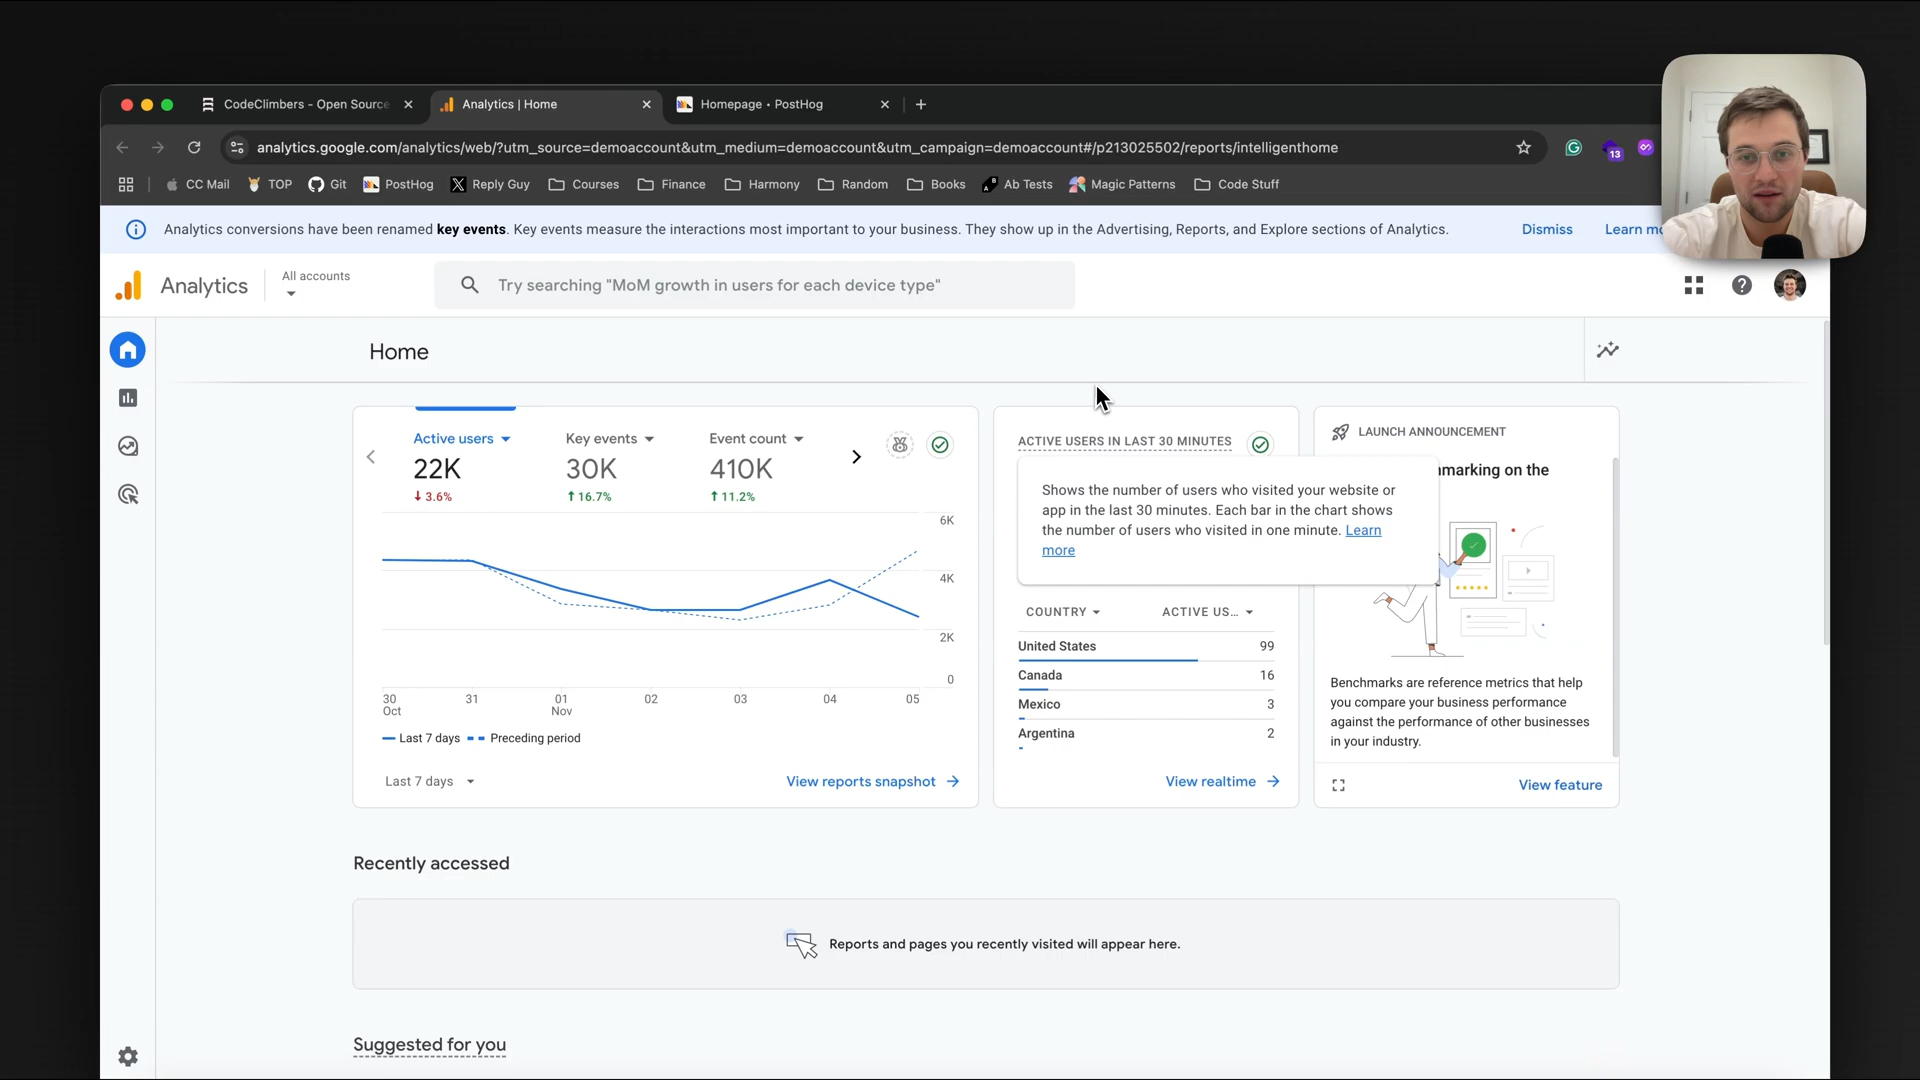 CodeClimbers - Open Source
Analytics | Home
Homepage • PostHog
analytics.google.com/analytics/web/?utm_source=demoaccount&utm_medium=demoaccount&utm_campaign=demoaccount#/p213025502/reports/intelligenthome
13
CC Mail
TOP
Git
PostHog
Reply Guy
Courses
Finance
Harmony
Random
Books
Ab Tests
Magic Patterns
Code Stuff
Analytics conversions have been renamed key events. Key events measure the interactions most important to your business. They show up in the Advertising, Reports, and Explore sections of Analytics.
Dismiss
Learn mo
Analytics
All accounts
Try searching "MoM growth in users for each device type"
Home
Active users
22K
3.6%
Key events
30K
16.7%
Event count
410K
11.2%
6K
4K
2K
0
30
Oct
31
01
Nov
02
03
04
05
Last 7 days
Preceding period
Last 7 days
View reports snapshot
ACTIVE USERS IN LAST 30 MINUTES
Shows the number of users who visited your website or
app in the last 30 minutes. Each bar in the chart shows
the number of users who visited in one minute. Learn
more
COUNTRY
ACTIVE US...
United States 99
Canada 16
Mexico 3
Argentina 2
View realtime
LAUNCH ANNOUNCEMENT
marking on the
Benchmarks are reference metrics that help
you compare your business performance
against the performance of other businesses
in your industry.
View feature
Recently accessed
Reports and pages you recently visited will appear here.
Suggested for you